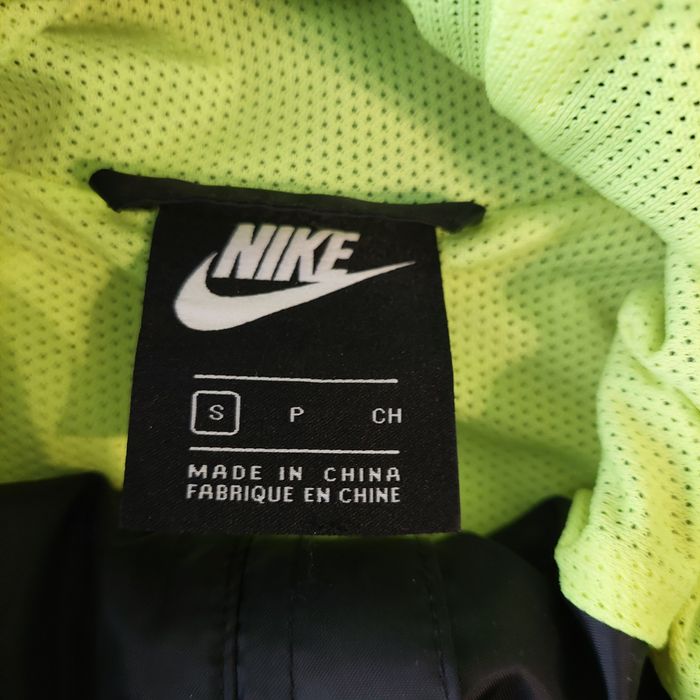 NIKE
S P CH
MADE IN CHINA
FABRIQUE EN CHINE